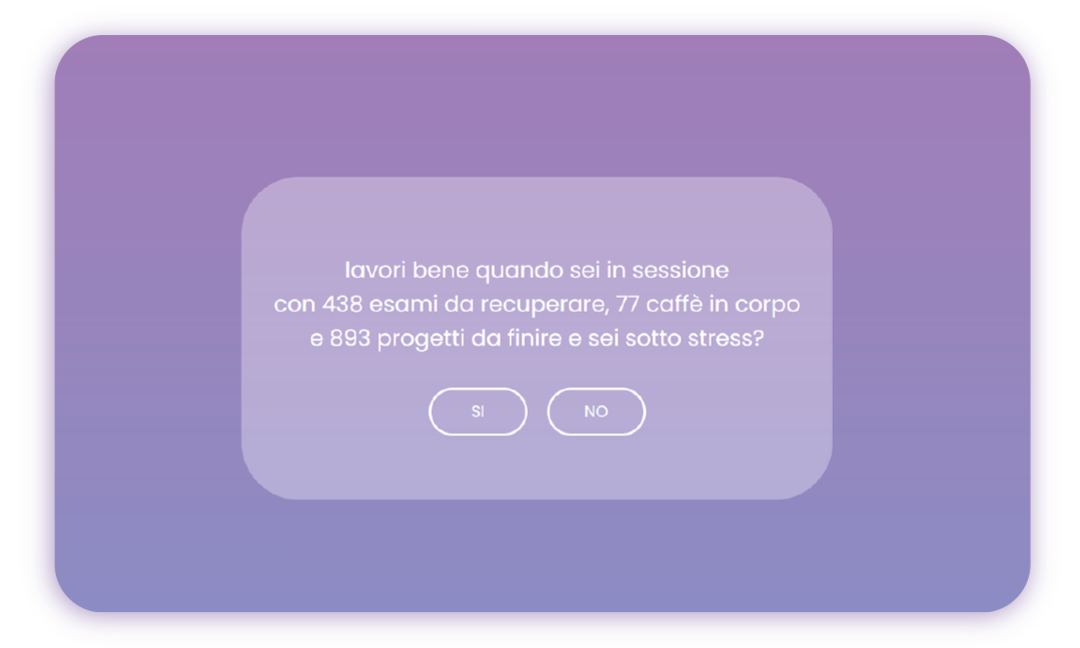 lavori bene quando sei in sessione
con 438 esami da recuperare, 77 caffè in corpo
e 893 progetti da finire e sei sotto stress?
SI
NO